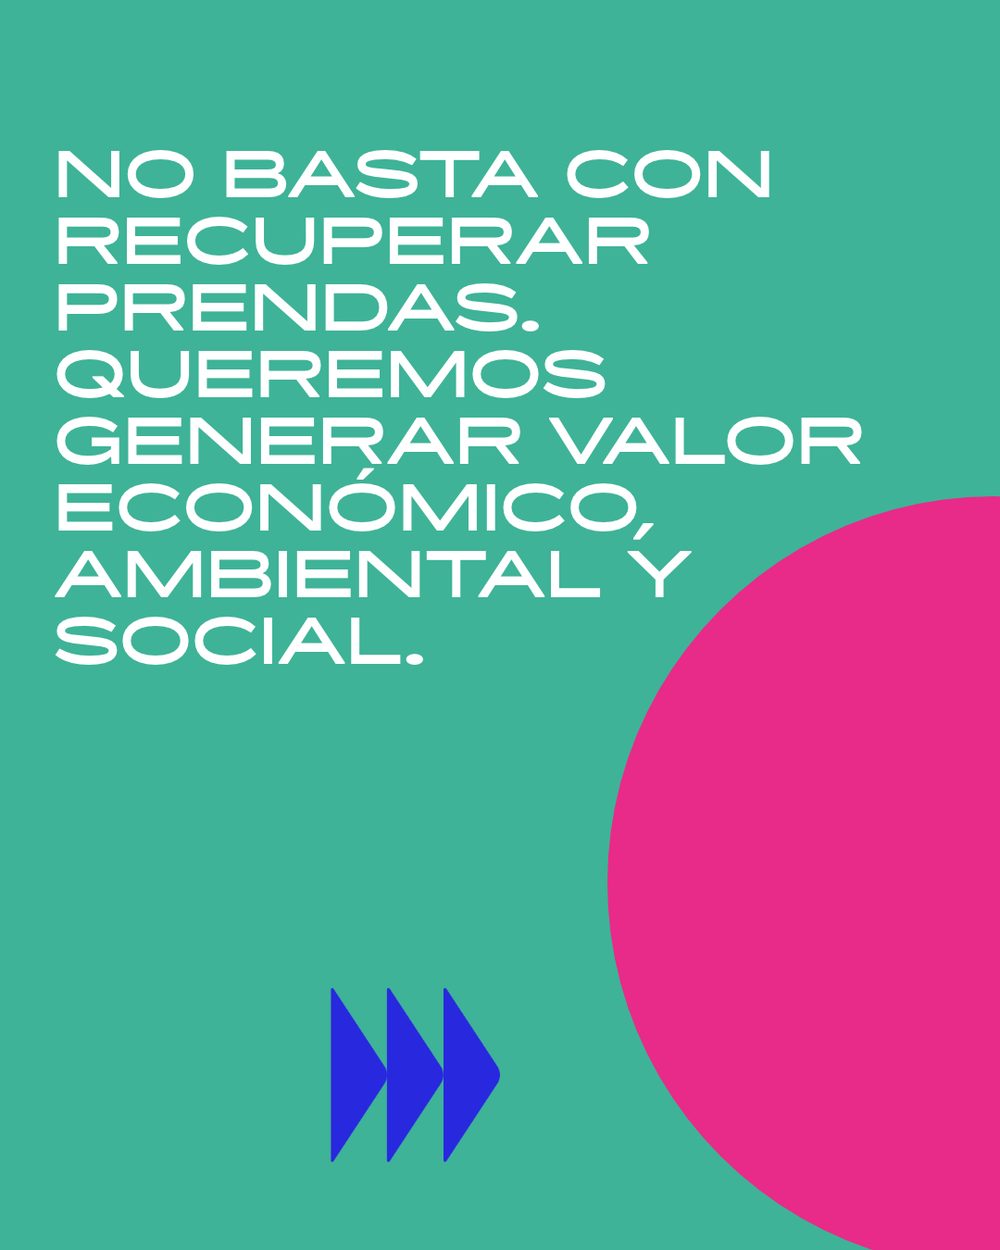 NO BASTA CON
RECUPERAR
PRENDAS.
QUEREMOS
GENERAR VALOR
ECONÓMICO,
AMBIENTAL Y
SOCIAL.